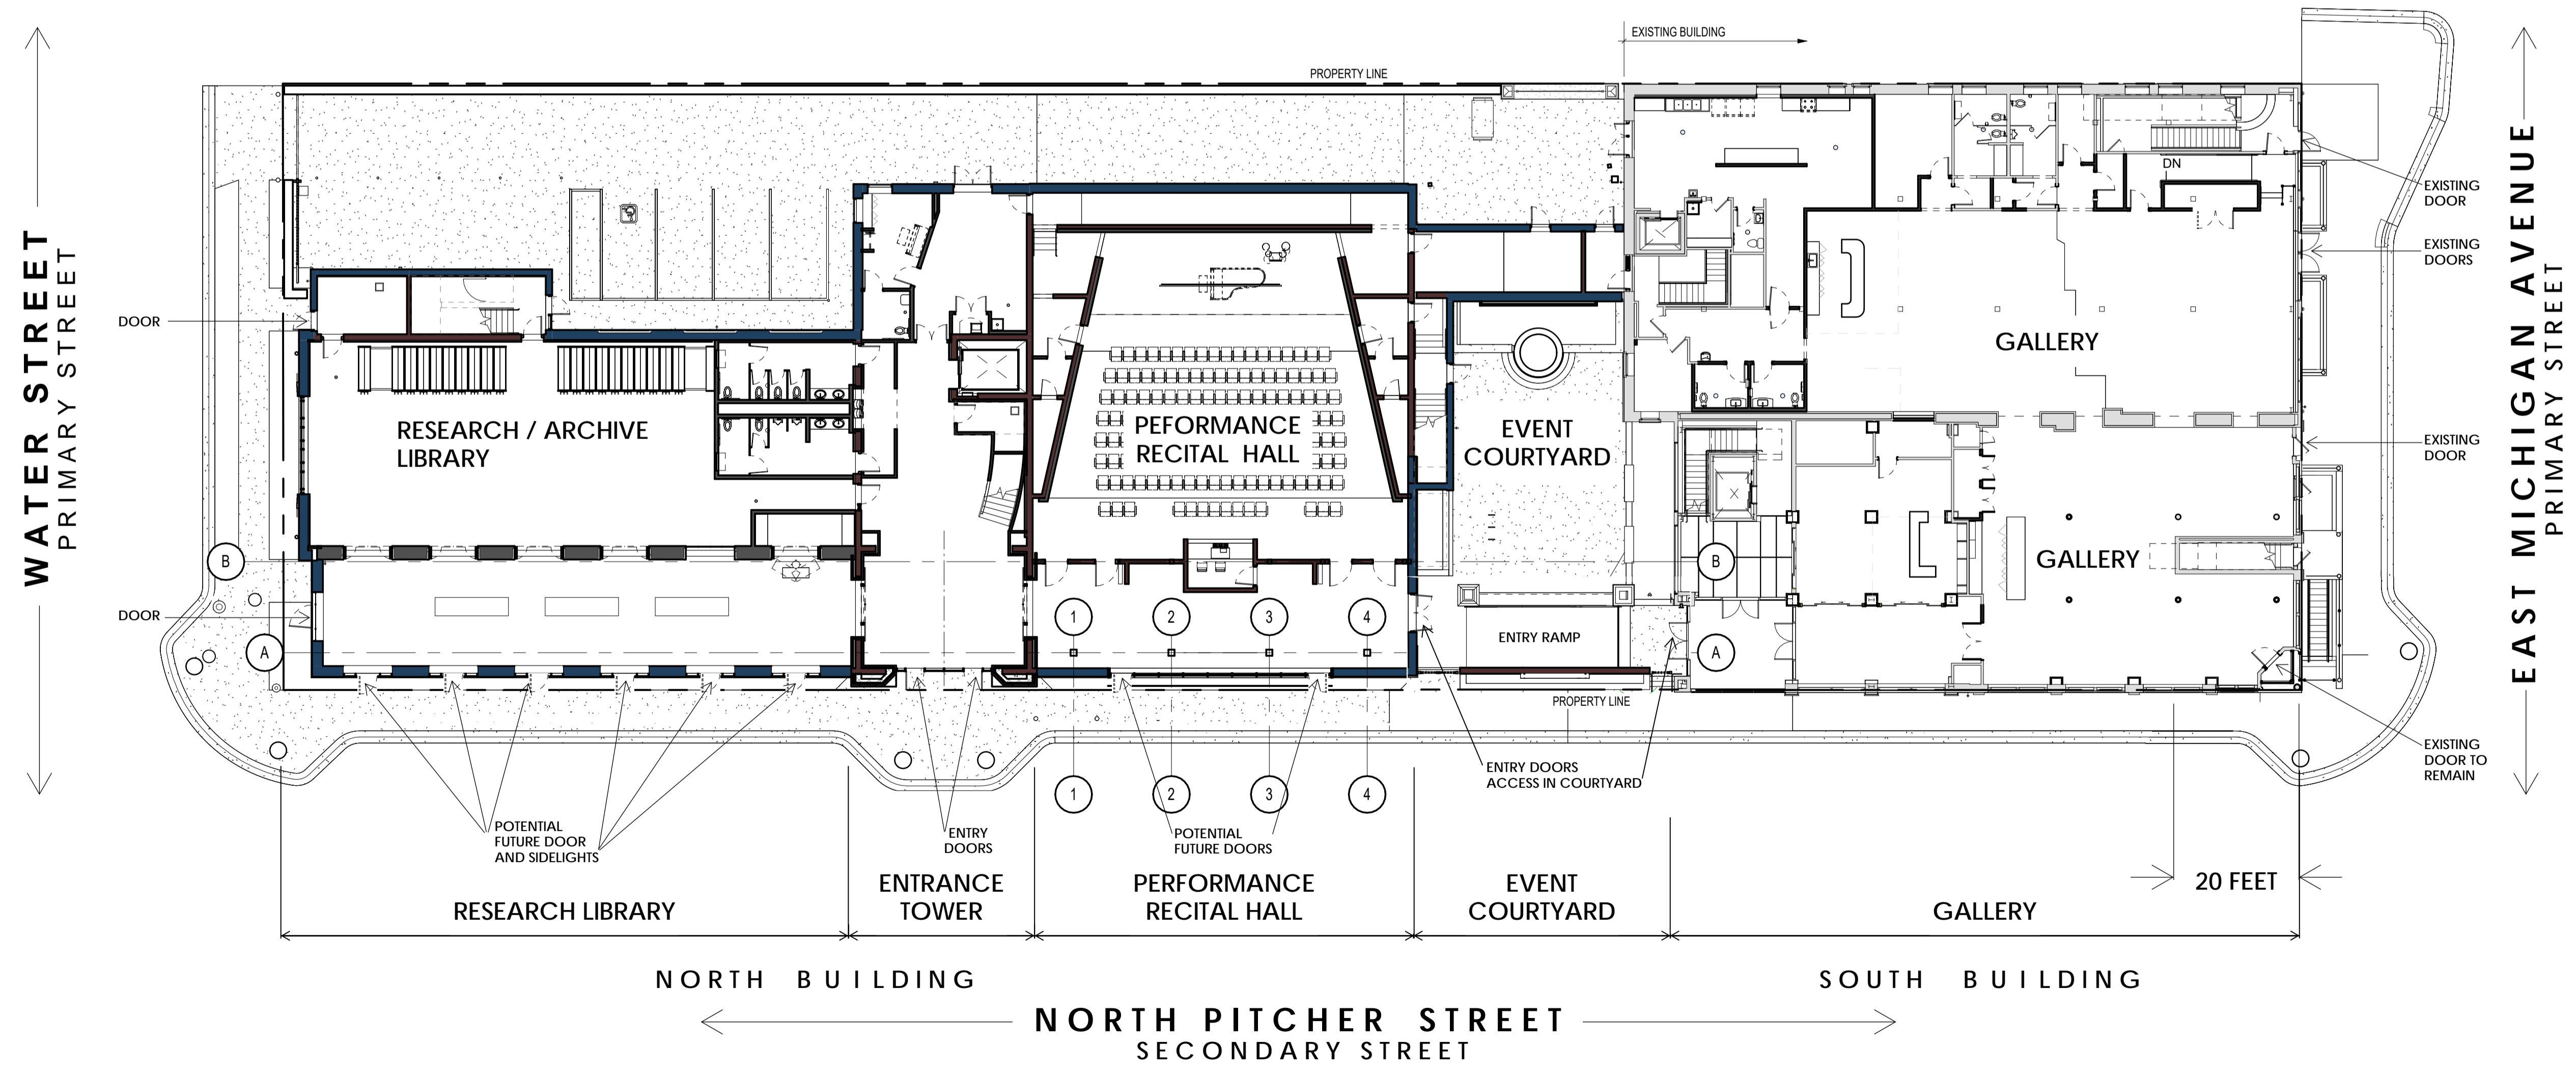 EXISTING BUILDING
PROPERTY LINE
WATER STREET
PRIMARY STREET
DN
EXISTING
DOOR
EXISTING
DOORS
EAST MICHIGAN AVENUE
PRIMARY STREET
DOOR
GALLERY
RESEARCH / ARCHIVE
LIBRARY
PEFORMANCE
RECITAL HALL
EVENT
COURTYARD
EXISTING
DOOR
B
B
GALLERY
DOOR
1
2
3
4
ENTRY RAMP
A
A
PROPERTY LINE
EXISTING
DOOR TO
REMAIN
ENTRY DOORS
ACCESS IN COURTYARD
1
2
3
4
POTENTIAL
FUTURE DOOR
AND SIDELIGHTS
ENTRY
DOORS
POTENTIAL
FUTURE DOORS
RESEARCH LIBRARY
ENTRANCE
TOWER
PERFORMANCE
RECITAL HALL
EVENT
COURTYARD
GALLERY
20 FEET
NORTH BUILDING
SOUTH BUILDING
NORTH PITCHER STREET
SECONDARY STREET